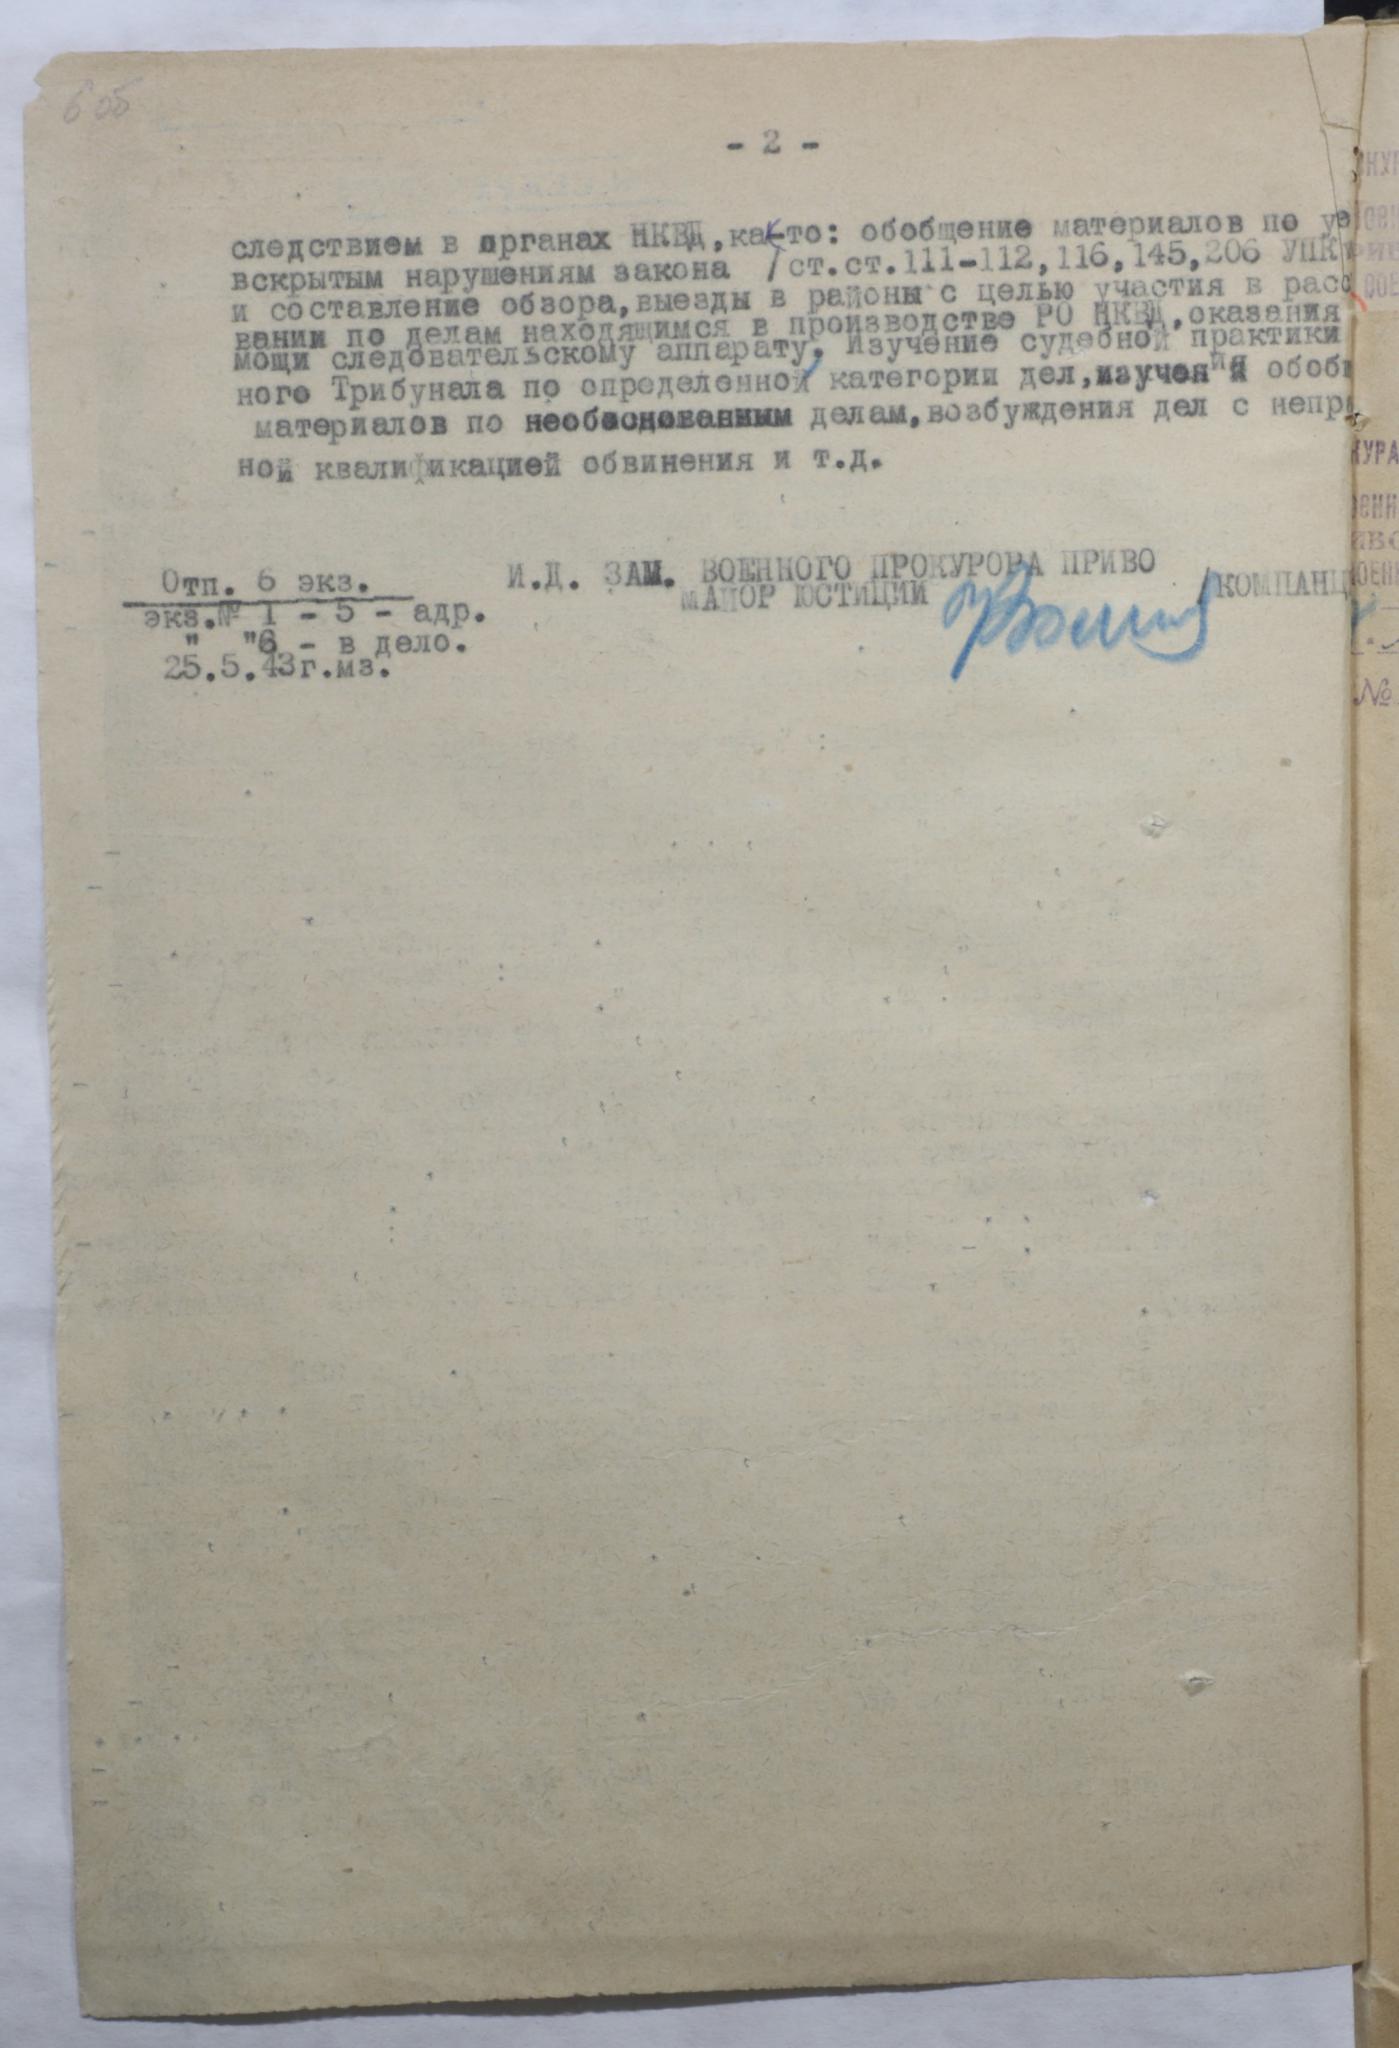 6 об
- 2 -
следствием в органах НКВД, как-то: обобщение материалов по
вскрытым нарушениям закона /ст.ст.111-112,116,145,206 УПК
и составление обзора, выезды в районы с целью участия в расс
вании по делам находящимся в производстве РО НКВД, оказания
мощи следовательскому аппарату. Изучение судебной практики
ного Трибунала по определенной категории дел, изучения обоб
материалов по необоснованным делам, возбуждения дел с непра
ной квалификацией обвинения и т.д.
И.Д. ЗАМ. ВОЕННОГО ПРОКУРОРА ПРИВО
МАЙОР ЮСТИЦИИ /КОМПАНЦ
Отп. 6 экз.
экз.№ 1 - 5 - адр.
" "6 - в дело.
25.5.43г.мз.
№